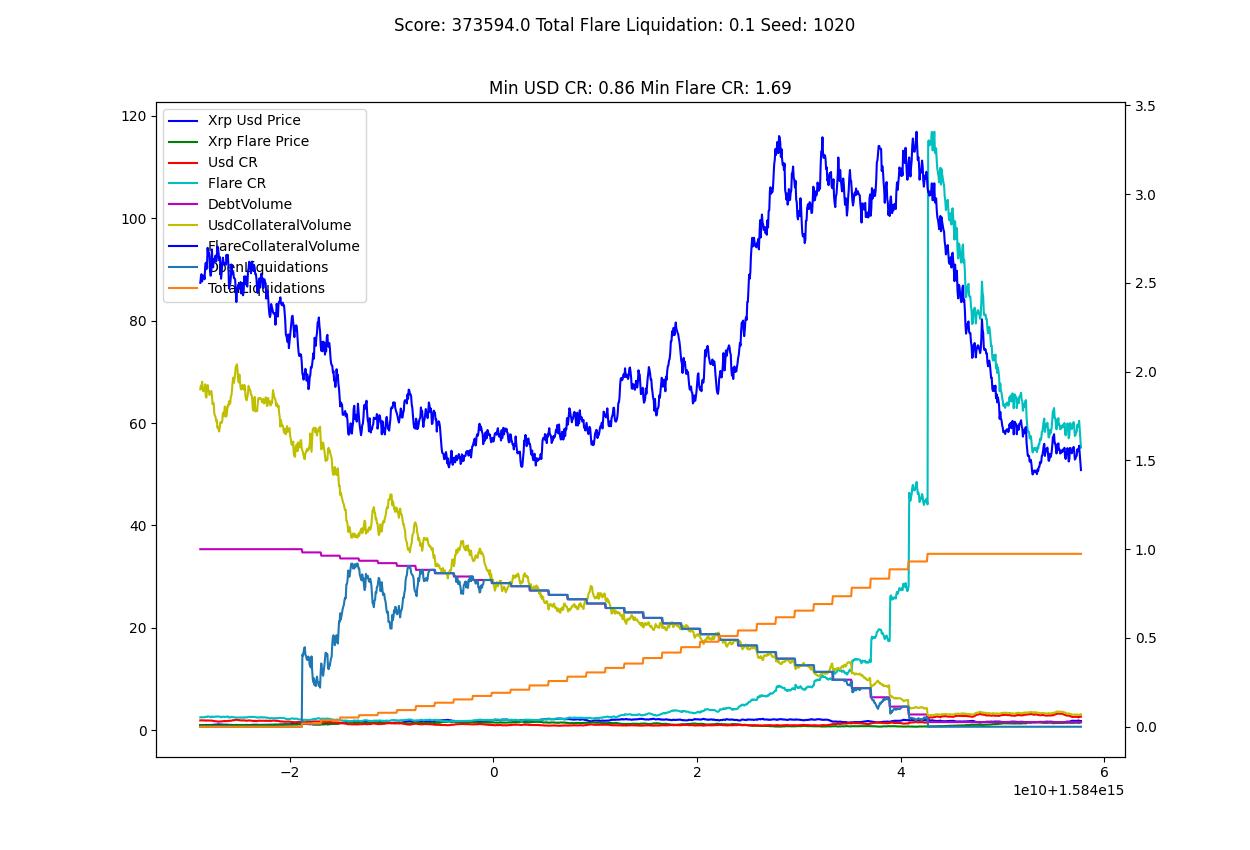 Score: 373594.0 Total Flare Liquidation: 0.1 Seed: 1020
Min USD CR: 0.86 Min Flare CR: 1.69
Xrp Usd Price
Xrp Flare Price
Usd CR
Flare CR
DebtVolume
UsdCollateralVolume
FlareCollateralVolume
OpenLiquidations
TotalLiquidations
120
100
80
60
40
20
0
3.5
3.0
2.5
2.0
1.5
1.0
0.5
0.0
−2
0
2
4
6
1e10+1.584e15